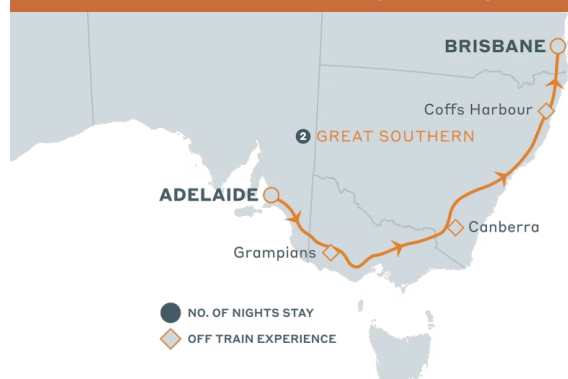 BRISBANE
Coffs Harbour
2 GREAT SOUTHERN
ADELAIDE
Canberra
Grampians
NO. OF NIGHTS STAY
OFF TRAIN EXPERIENCE